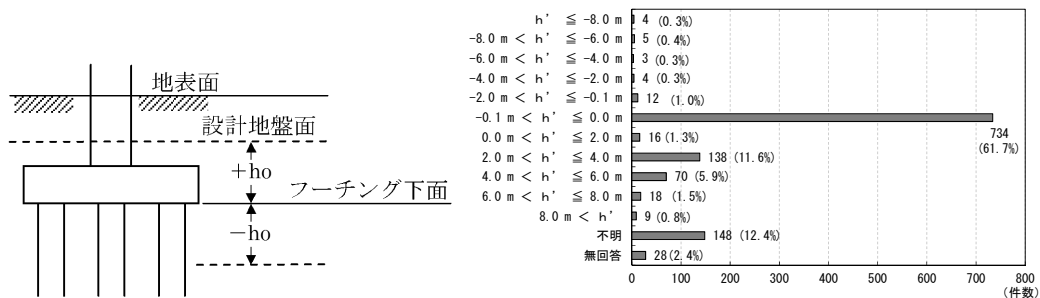 地表面
設計地盤面
+ho
フーチング下面
−ho
h’ ≦ -8.0 m 4 (0.3%)
-8.0 m < h’ ≦ -6.0 m 5 (0.4%)
-6.0 m < h’ ≦ -4.0 m 3 (0.3%)
-4.0 m < h’ ≦ -2.0 m 4 (0.3%)
-2.0 m < h’ ≦ -0.1 m 12 (1.0%)
-0.1 m < h’ ≦ 0.0 m 734 (61.7%)
0.0 m < h’ ≦ 2.0 m 16 (1.3%)
2.0 m < h’ ≦ 4.0 m 138 (11.6%)
4.0 m < h’ ≦ 6.0 m 70 (5.9%)
6.0 m < h’ ≦ 8.0 m 18 (1.5%)
8.0 m < h’ 9 (0.8%)
不明 148 (12.4%)
無回答 28 (2.4%)
0 100 200 300 400 500 600 700 800
(件数)